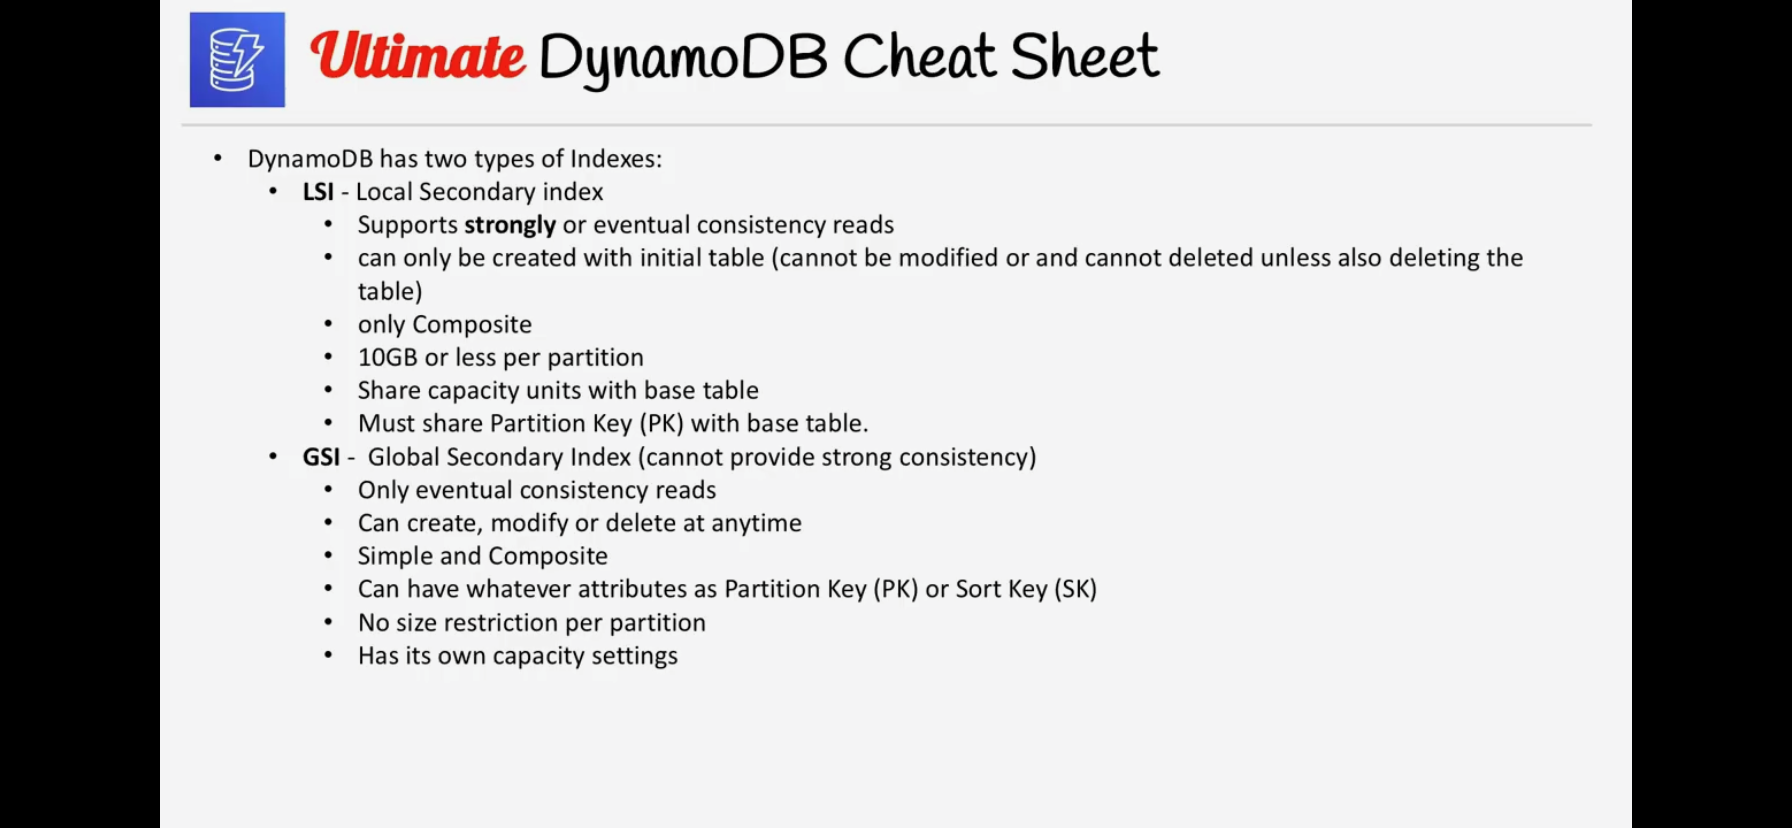 Ultimate DynamoDB Cheat Sheet
• DynamoDB has two types of Indexes:
• LSI - Local Secondary index
• Supports strongly or eventual consistency reads
• can only be created with initial table (cannot be modified or and cannot deleted unless also deleting the
table)
• only Composite
• 10GB or less per partition
• Share capacity units with base table
• Must share Partition Key (PK) with base table.
• GSI - Global Secondary Index (cannot provide strong consistency)
• Only eventual consistency reads
• Can create, modify or delete at anytime
• Simple and Composite
• Can have whatever attributes as Partition Key (PK) or Sort Key (SK)
• No size restriction per partition
• Has its own capacity settings